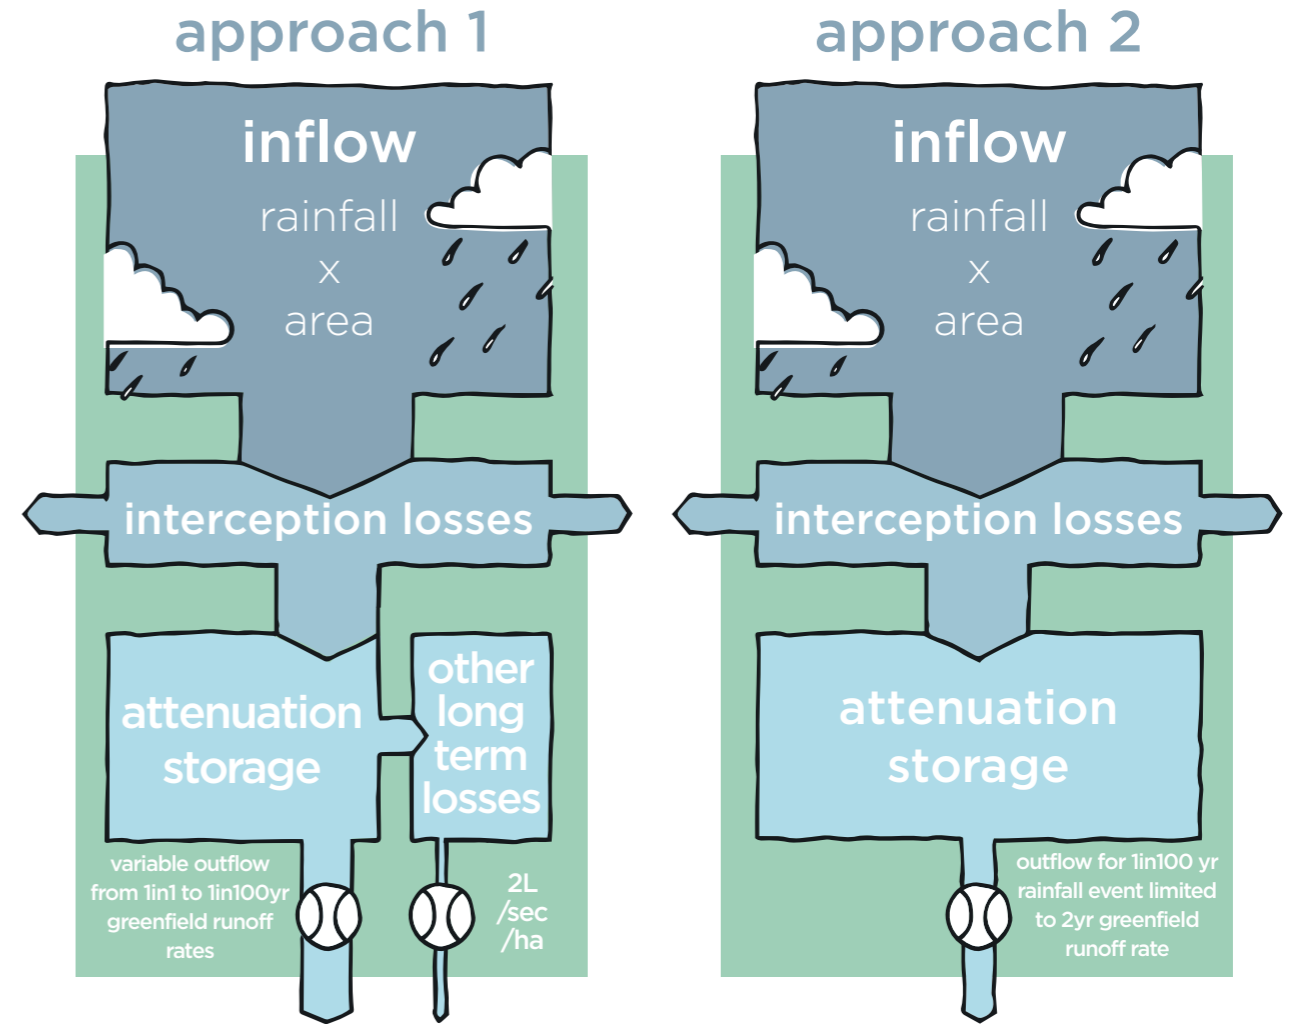 approach 1
inflow
rainfall
x
area
interception losses
attenuation
storage
other
long
term
losses
variable outflow
from 1in1 to 1in100yr
greenfield runoff
rates
2L
/sec
/ha
approach 2
inflow
rainfall
x
area
interception losses
attenuation
storage
outflow for 1in100 yr
rainfall event limited
to 2yr greenfield
runoff rate